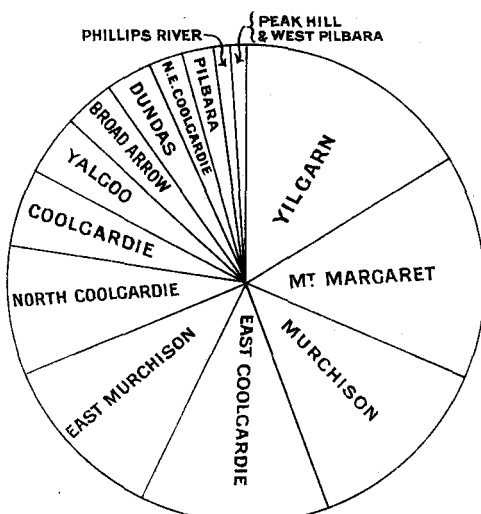 PEAK HILL
& WEST PILBARA
PHILLIPS RIVER
PILBARA
N.E. COOLGARDIE
DUNDAS
BROAD ARROW
YALGOO
COOLGARDIE
NORTH COOLGARDIE
EAST MURCHISON
EAST
COOLGARDIE
MURCHISON
MT. MARGARET
YILGARN